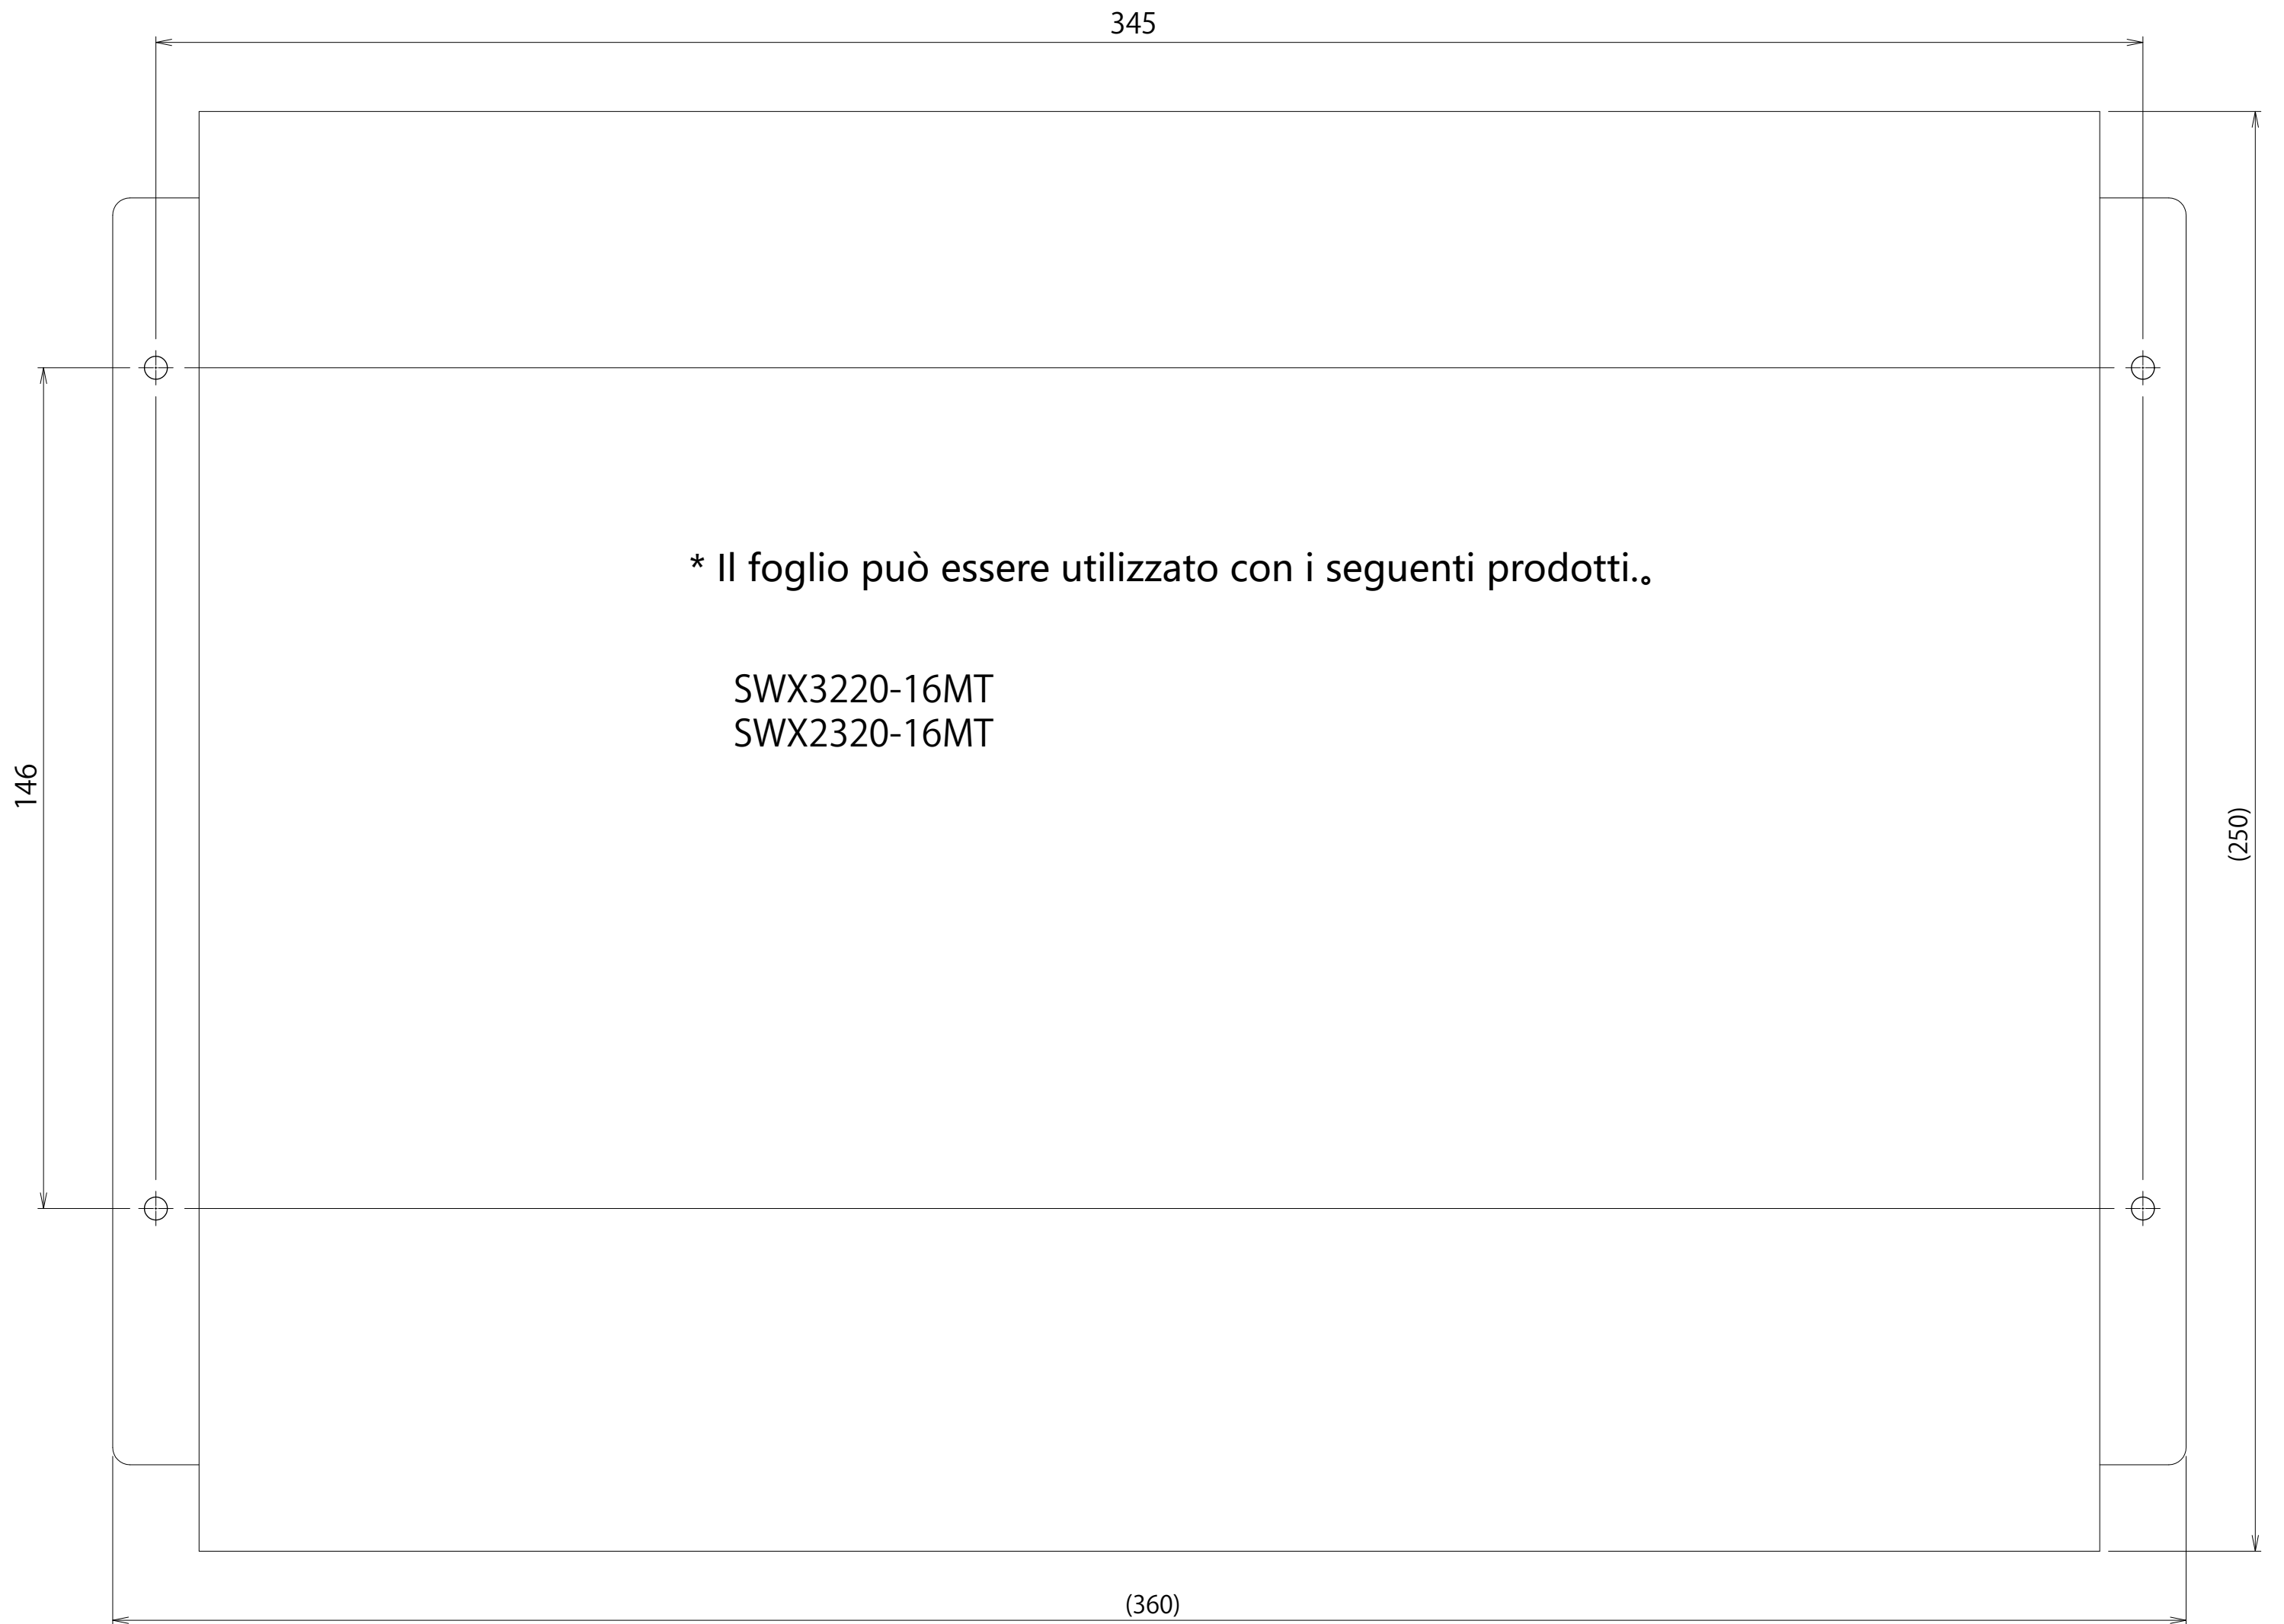 345
* Il foglio può essere utilizzato con i seguenti prodotti.。
SWX3220-16MT
SWX2320-16MT
146
(250)
(360)